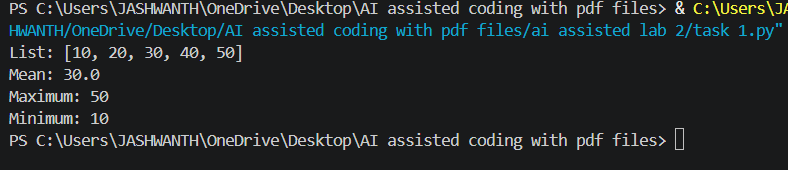 PS C:\Users\JASHWANTH\OneDrive\Desktop\AI assisted coding with pdf files> & C:\Users\JA
HWANTH/OneDrive/Desktop/AI assisted coding with pdf files/ai assisted lab 2/task 1.py"
List: [10, 20, 30, 40, 50]
Mean: 30.0
Maximum: 50
Minimum: 10
PS C:\Users\JASHWANTH\OneDrive\Desktop\AI assisted coding with pdf files>